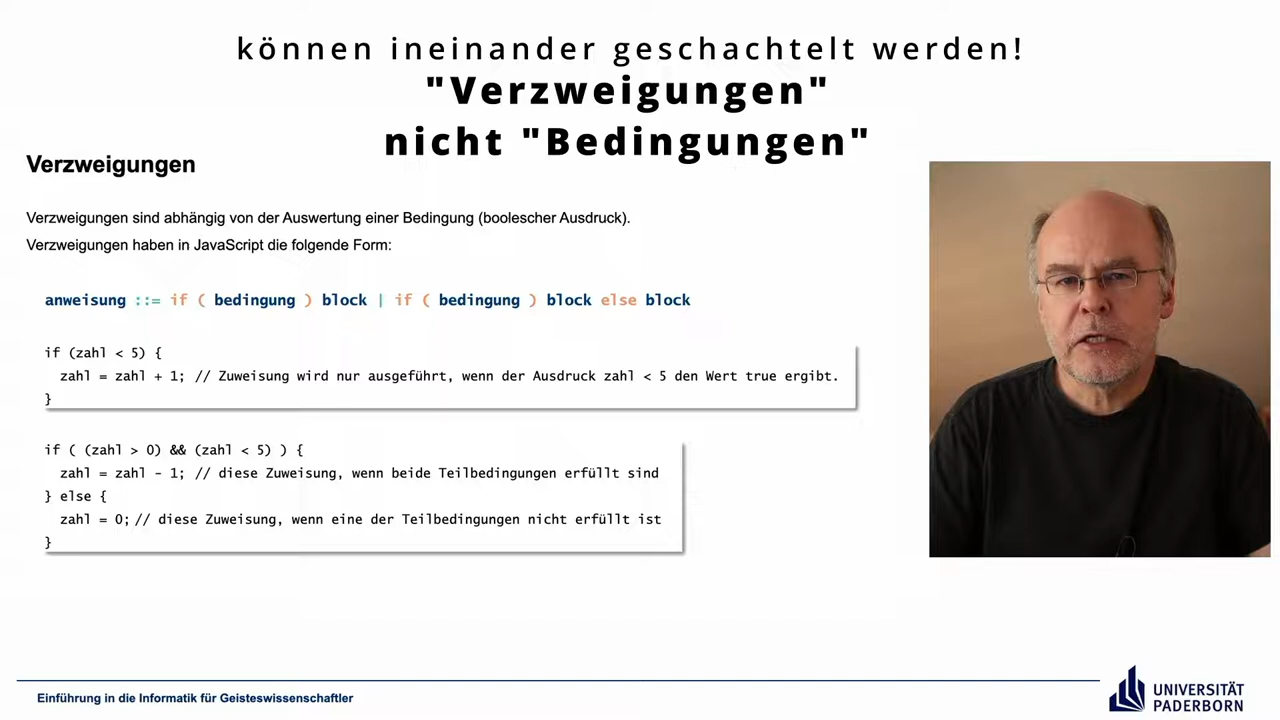 können ineinander geschachtelt werden!
"Verzweigungen"
nicht "Bedingungen"
Verzweigungen
Verzweigungen sind abhängig von der Auswertung einer Bedingung (boolescher Ausdruck).
Verzweigungen haben in JavaScript die folgende Form:
anweisung ::= if ( bedingung ) block | if ( bedingung ) block else block
if (zahl < 5) {
zahl = zahl + 1; // Zuweisung wird nur ausgeführt, wenn der Ausdruck zahl < 5 den Wert true ergibt.
}
if ( (zahl > 0) && (zahl < 5) ) {
zahl = zahl - 1; // diese Zuweisung, wenn beide Teilbedingungen erfüllt sind
} else {
zahl = 0; // diese Zuweisung, wenn eine der Teilbedingungen nicht erfüllt ist
}
Einführung in die Informatik für Geisteswissenschaftler
UNIVERSITÄT
PADERBORN